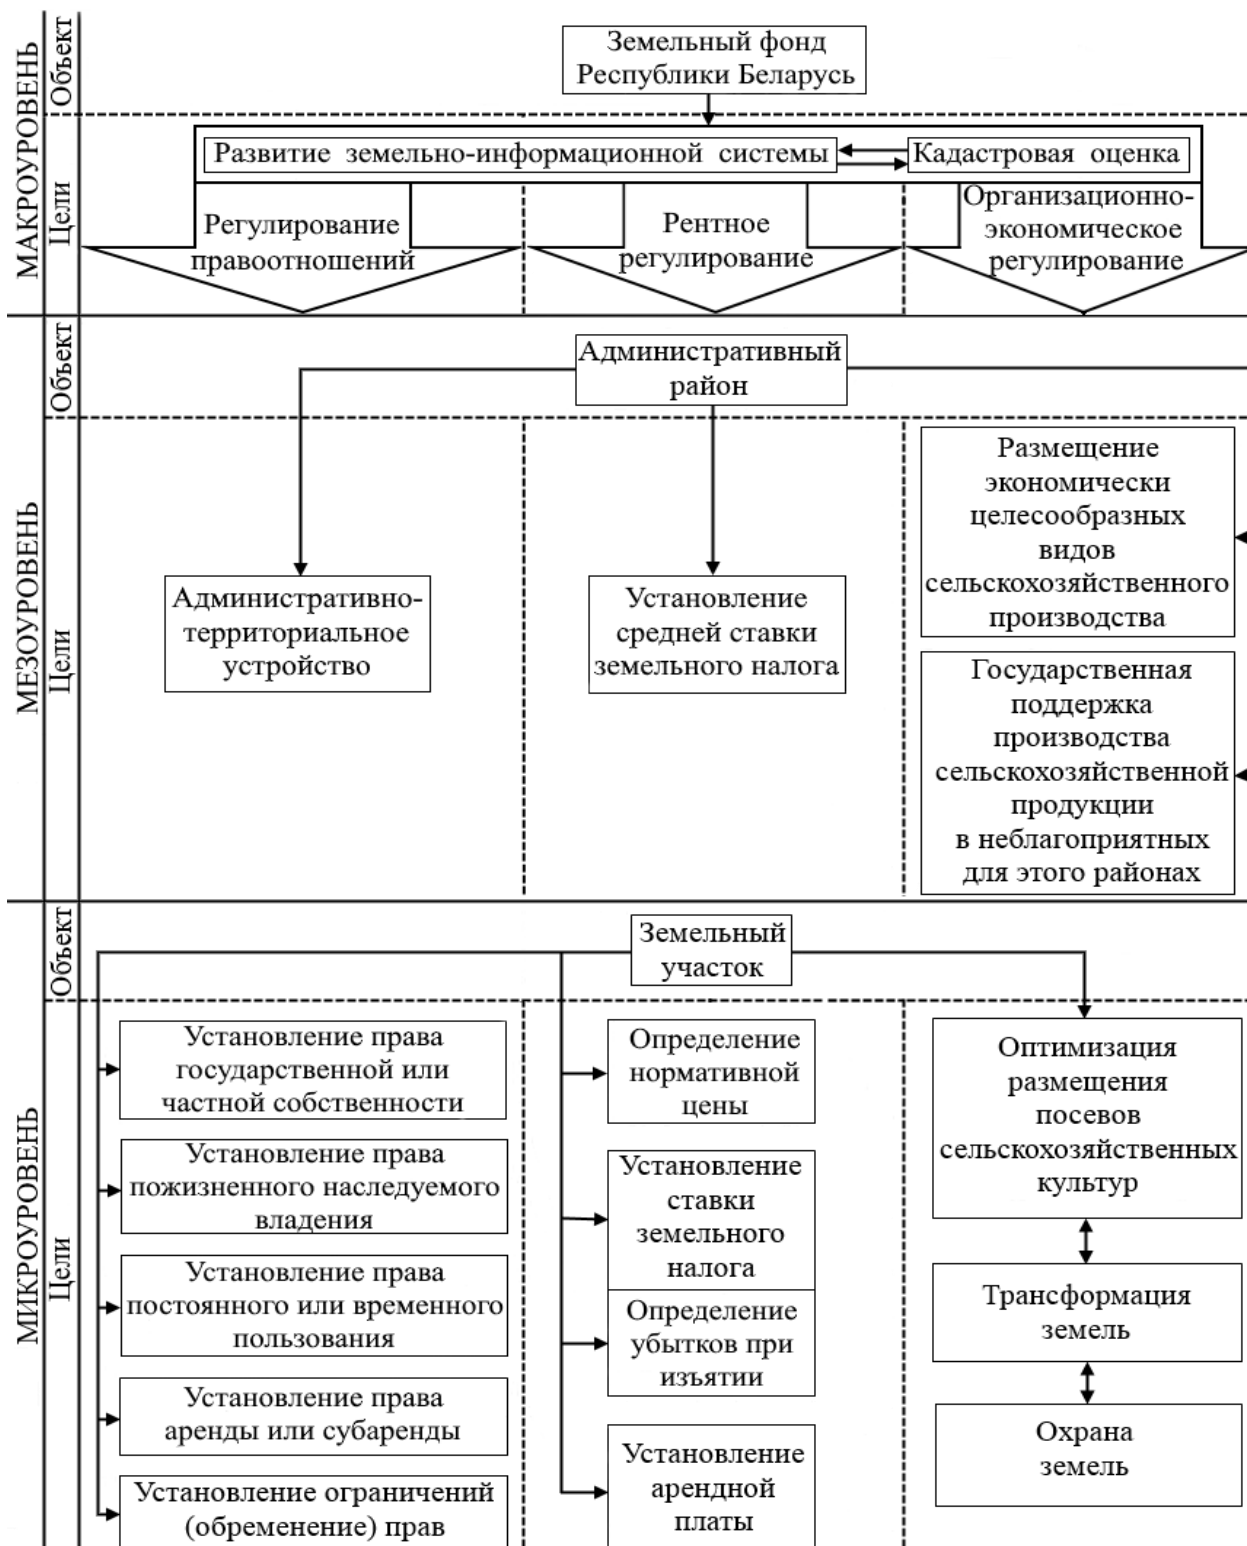 МАКРОУРОВЕНЬ
Объект
Земельный фонд
Республики Беларусь
Цели
Развитие земельно-информационной системы
Кадастровая оценка
Регулирование
правоотношений
Рентное
регулирование
Организационно-
экономическое
регулирование
МЕЗОУРОВЕНЬ
Объект
Административный
район
Цели
Административно-
территориальное
устройство
Установление
средней ставки
земельного налога
Размещение
экономически
целесообразных
видов
сельскохозяйственного
производства
Государственная
поддержка
производства
сельскохозяйственной
продукции
в неблагоприятных
для этого районах
МИКРОУРОВЕНЬ
Объект
Земельный
участок
Цели
Установление права
государственной или
частной собственности
Установление права
пожизненного наследуемого
владения
Установление права
постоянного или временного
пользования
Установление права
аренды или субаренды
Установление ограничений
(обременение) прав
Определение
нормативной
цены
Установление
ставки
земельного
налога
Определение
убытков при
изъятии
Установление
арендной
платы
Оптимизация
размещения
посевов
сельскохозяйственных
культур
Трансформация
земель
Охрана
земель